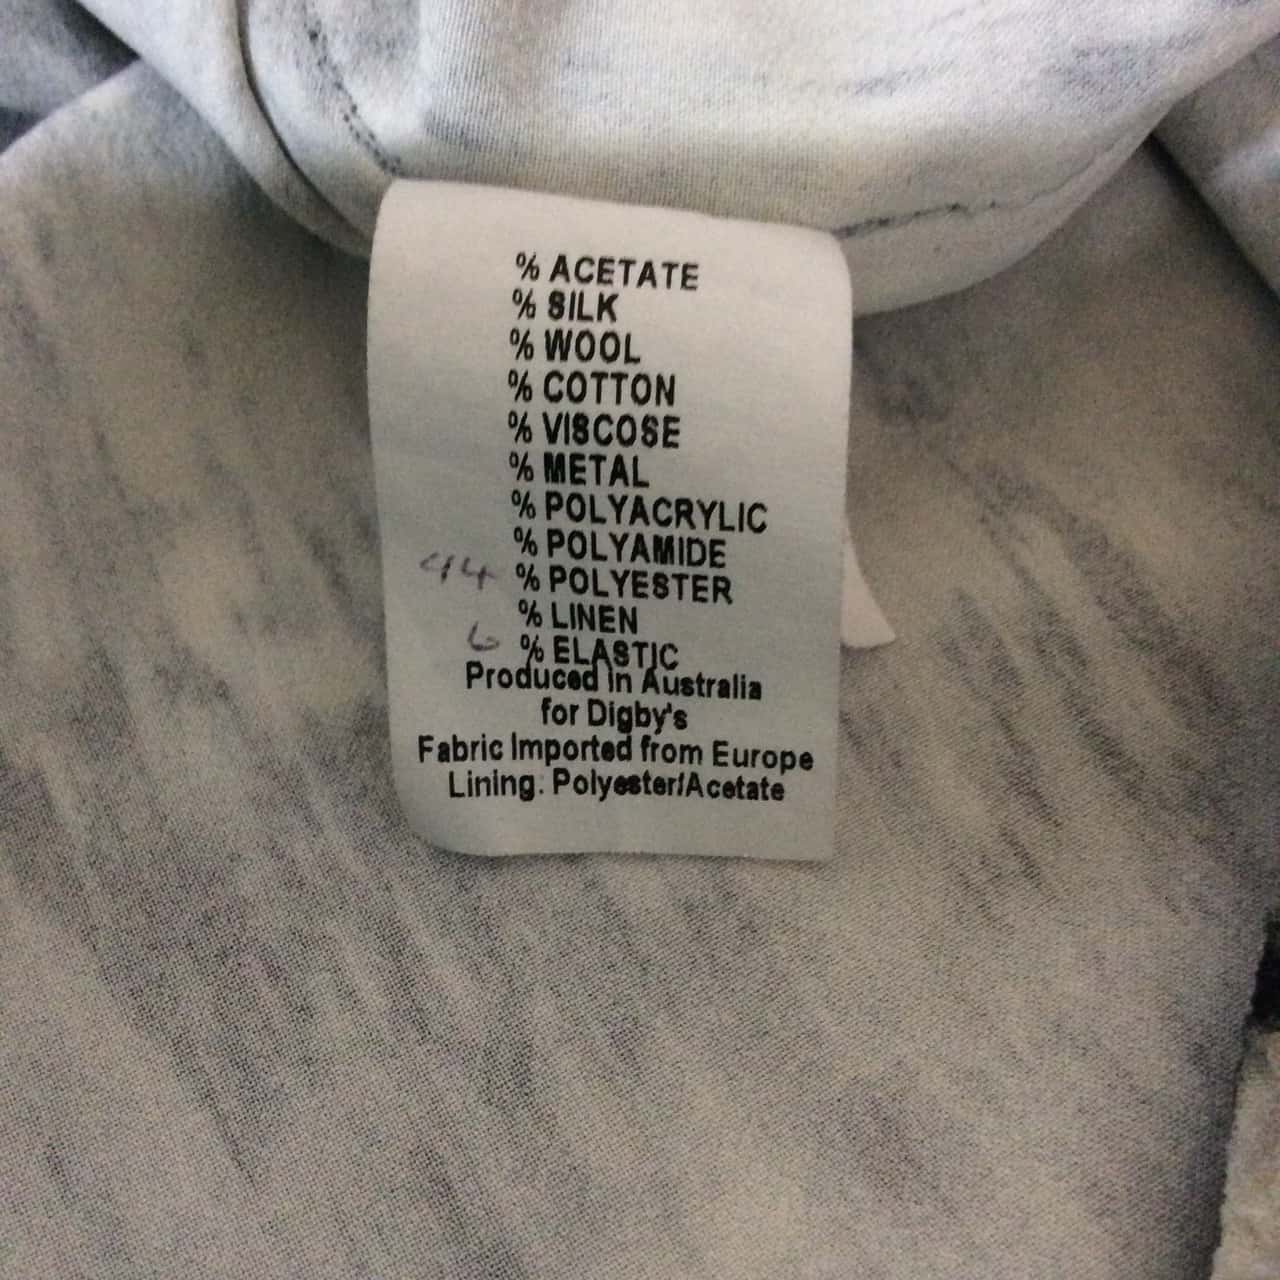 % ACETATE
% SILK
% WOOL
% COTTON
% VISCOSE
% METAL
% POLYACRYLIC
% POLYAMIDE
% POLYESTER
% LINEN
6 % ELASTIC
Produced in Australia
for Digby's
Fabric Imported from Europe
Lining: Polyester/Acetate